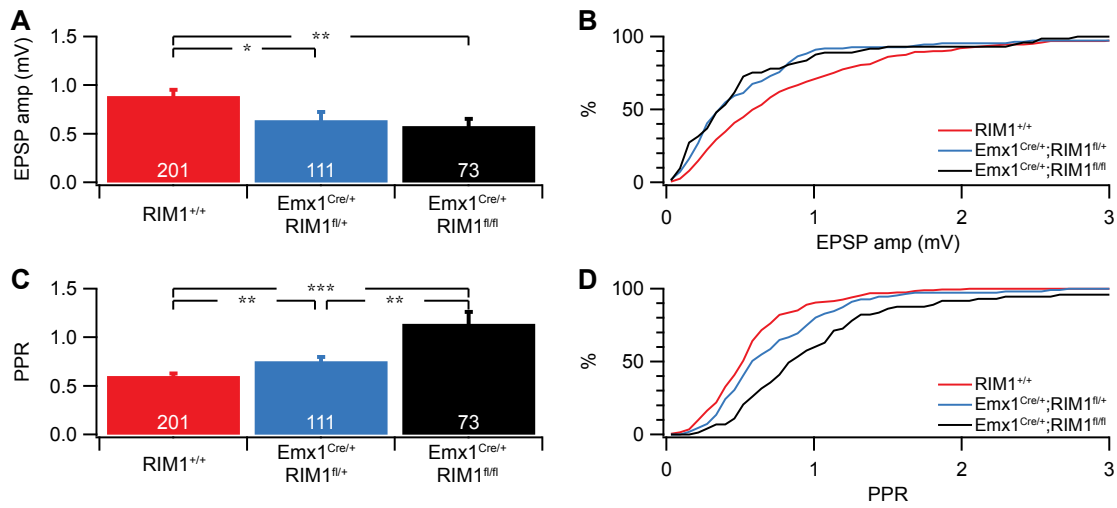 A
EPSP amp (mV)
1.5
1.0
0.5
0.0
**
*
201
111
73
RIM1+/+
Emx1Cre/+
RIM1fl/+
Emx1Cre/+
RIM1fl/fl
B
%
100
50
0
RIM1+/+
Emx1Cre/+;RIM1fl/+
Emx1Cre/+;RIM1fl/fl
0
1
2
3
EPSP amp (mV)
C
PPR
1.5
1.0
0.5
0.0
***
**
**
201
111
73
RIM1+/+
Emx1Cre/+
RIM1fl/+
Emx1Cre/+
RIM1fl/fl
D
%
100
50
0
RIM1+/+
Emx1Cre/+;RIM1fl/+
Emx1Cre/+;RIM1fl/fl
0
1
2
3
PPR